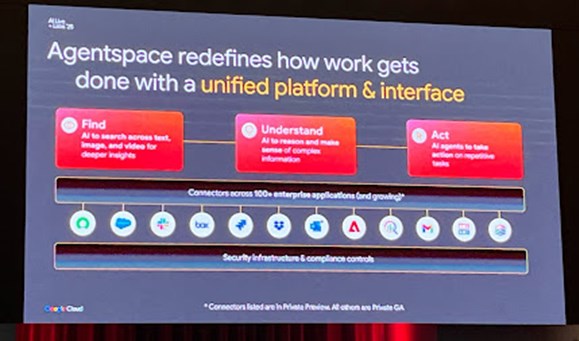 AI Live
+ Labs '25
Agentspace redefines how work gets
done with a unified platform & interface
Find
AI to search across text,
image, and video for
deeper insights
Understand
AI to reason and make
sense of complex
information
Act
AI agents to take
action on repetitive
tasks
Connectors across 100+ enterprise applications (and growing)*
box
Security infrastructure & compliance controls
Google Cloud
* Connectors listed are in Private Preview. All others are Private GA